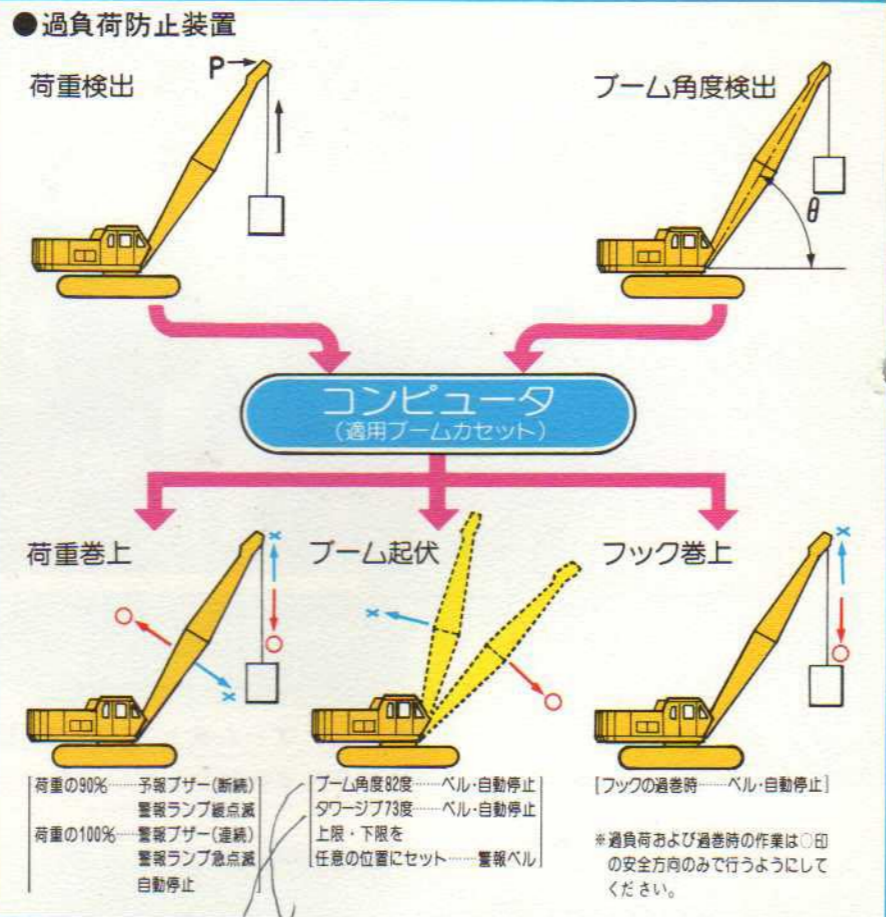 ●過負荷防止装置
荷重検出
P
ブーム角度検出
θ
コンピュータ
(適用ブームカセット)
荷重巻上
ブーム起伏
フック巻上
荷重の90%……予報ブザー(断続)
警報ランプ緩点滅
荷重の100%…警報ブザー(連続)
警報ランプ急点滅
自動停止
ブーム角度82度……ベル・自動停止
タワージブ73度……ベル・自動停止
上限・下限を
任意の位置にセット……警報ベル
[フックの過巻時……ベル・自動停止]
※過負荷および過巻時の作業は○印
の安全方向のみで行うようにして
ください。